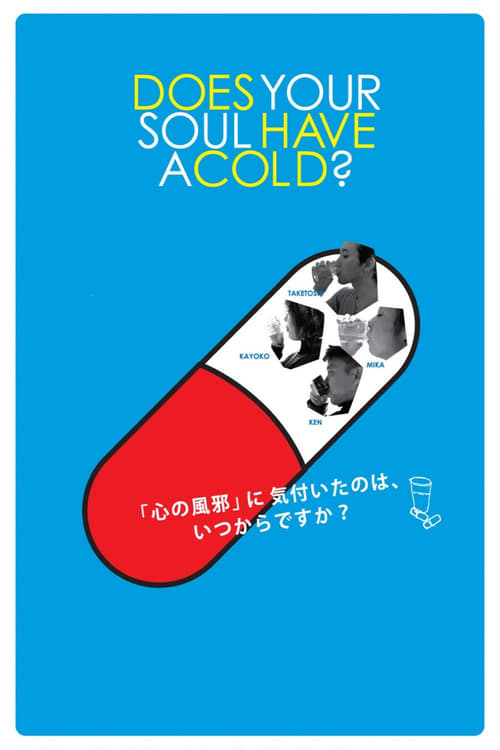 DOES YOUR
SOUL HAVE
A COLD?
TAKETOSHI
KAYOKO
MIKA
KEN
「心の風邪」に 気付いたのは、
いつからですか？